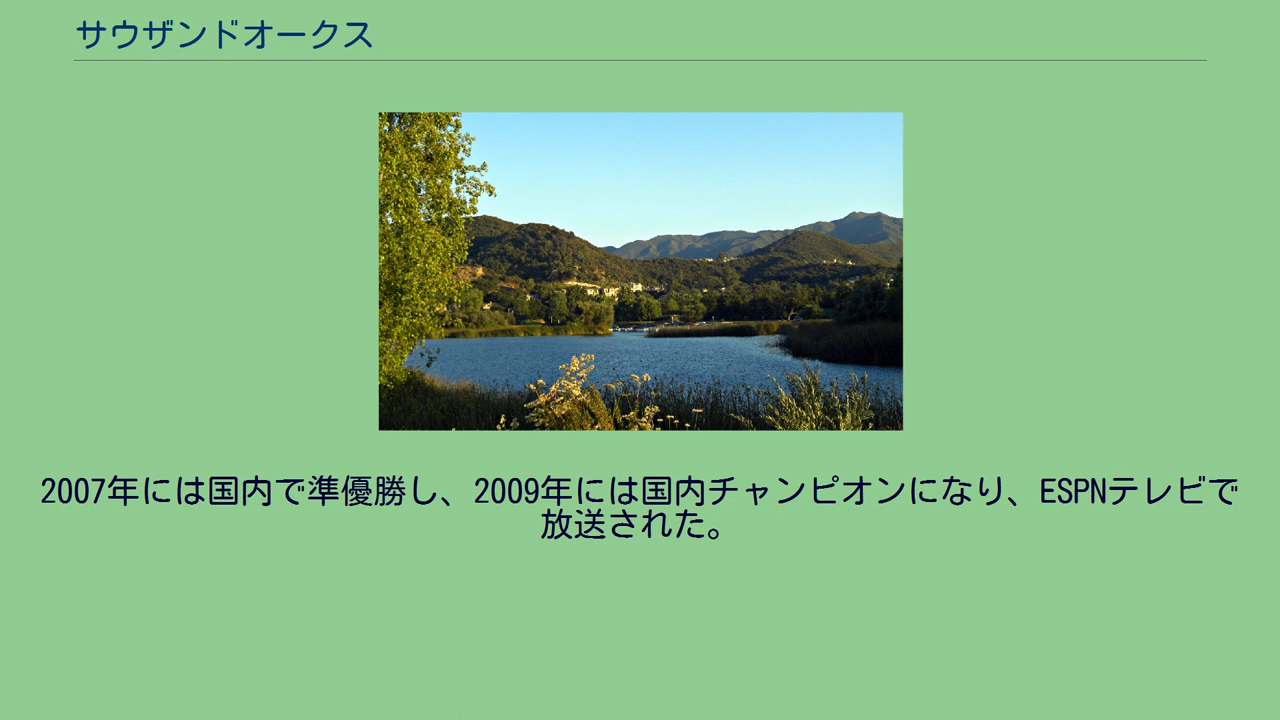 サウザンドオークス
2007年には国内で準優勝し、2009年には国内チャンピオンになり、ESPNテレビで
放送された。